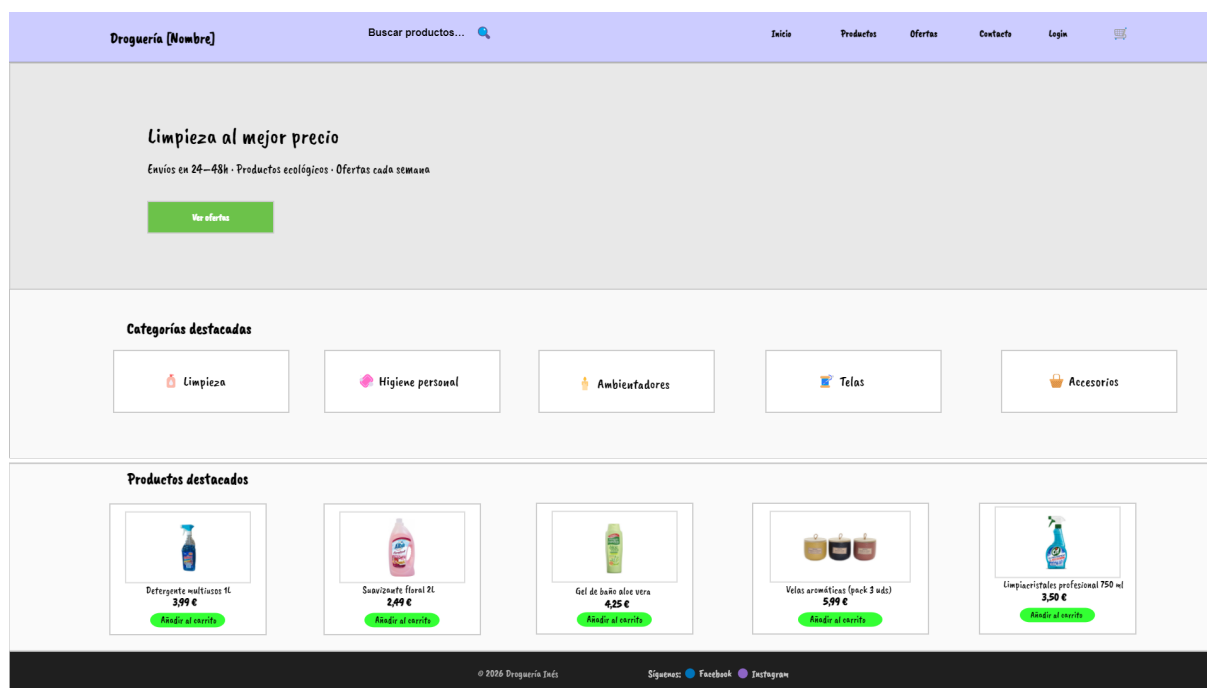 Droguería [Nombre]
Buscar productos...
Inicio
Productos
Ofertas
Contacto
Login
Limpieza al mejor precio
Envíos en 24–48h · Productos ecológicos · Ofertas cada semana
Ver ofertas
Categorías destacadas
Limpieza
Higiene personal
Ambientadores
Telas
Accesorios
Productos destacados
Detergente multiusos 1L
3,99 €
Añadir al carrito
Suavizante floral 2L
2,49 €
Añadir al carrito
Gel de baño aloe vera
4,25 €
Añadir al carrito
Velas aromáticas (pack 3 uds)
5,99 €
Añadir al carrito
Limpiacristales profesional 750 ml
3,50 €
Añadir al carrito
© 2026 Droguería Inés
Síguenos: Facebook Instagram